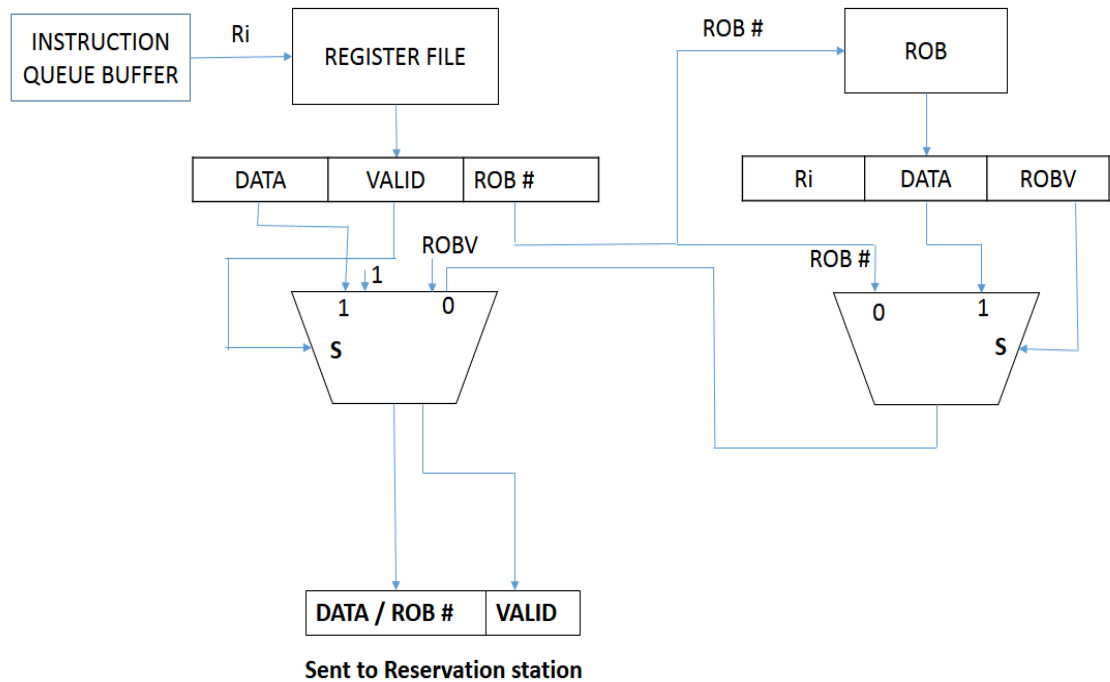 INSTRUCTION
QUEUE BUFFER
Ri
REGISTER FILE
ROB #
ROB
DATA VALID ROB #
Ri DATA ROBV
ROBV
ROB #
1
1 0
S
0 1
S
DATA / ROB # VALID
Sent to Reservation station